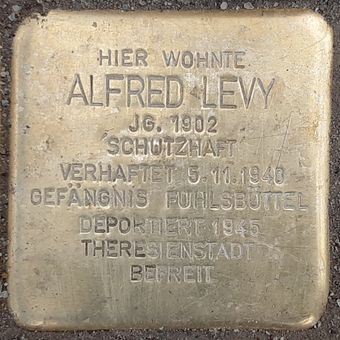 HIER WOHNTE
ALFRED LEVY
JG. 1902
SCHUTZHAFT
VERHAFTET 5.11.1940
GEFÄNGNIS FUHLSBÜTTEL
DEPORTIERT 1945
THERESIENSTADT
BEFREIT